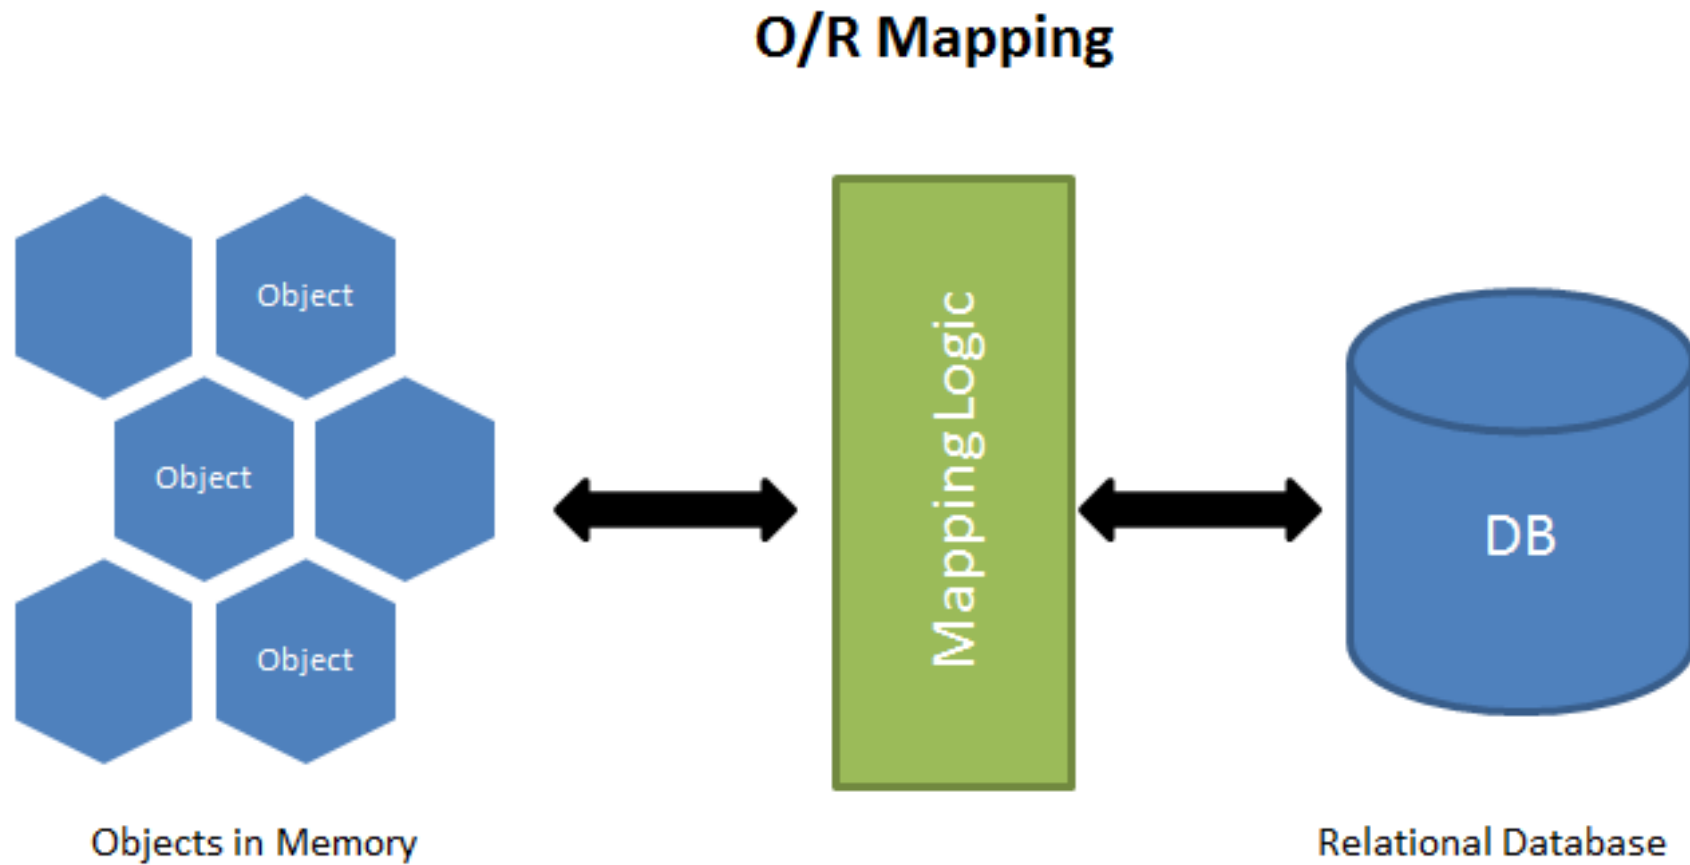 O/R Mapping
Object
Object
Object
Mapping Logic
DB
Objects in Memory
Relational Database